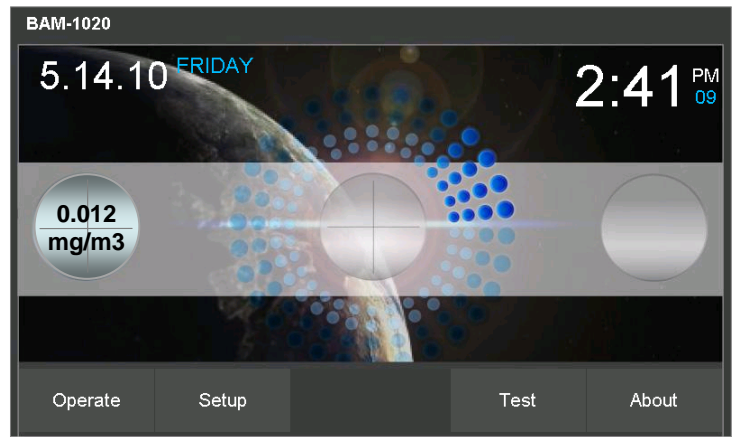 BAM-1020
5.14.10 FRIDAY
2:41 PM
09
0.012
mg/m3
Operate Setup Test About